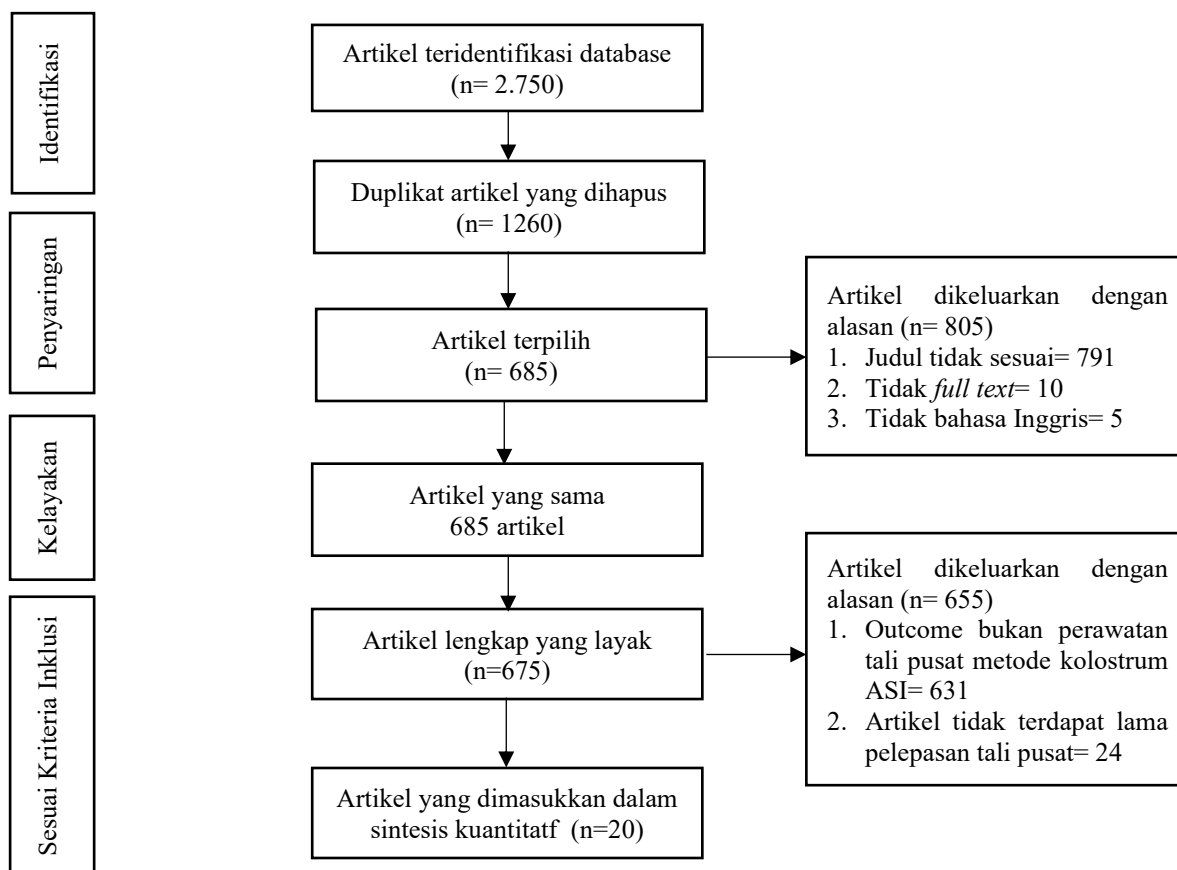 Identifikasi
Artikel teridentifikasi database
(n= 2.750)
Duplikat artikel yang dihapus
(n= 1260)
Penyaringan
Artikel terpilih
(n= 685)
Artikel dikeluarkan dengan
alasan (n= 805)
1. Judul tidak sesuai= 791
2. Tidak full text= 10
3. Tidak bahasa Inggris= 5
Kelayakan
Artikel yang sama
685 artikel
Sesuai Kriteria Inklusi
Artikel lengkap yang layak
(n=675)
Artikel dikeluarkan dengan
alasan (n= 655)
1. Outcome bukan perawatan
tali pusat metode kolostrum
ASI= 631
2. Artikel tidak terdapat lama
pelepasan tali pusat= 24
Artikel yang dimasukkan dalam
sintesis kuantitatf (n=20)